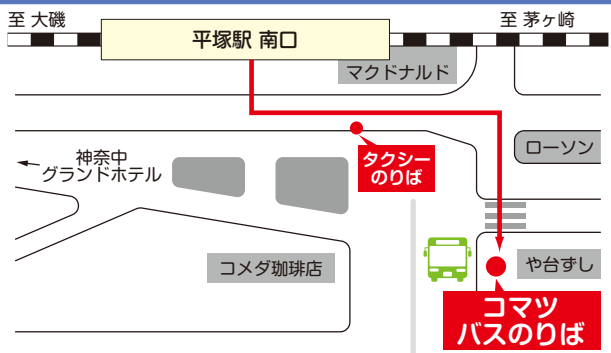 至 大磯
至 茅ヶ崎
平塚駅 南口
マクドナルド
ローソン
タクシー
のりば
神奈中
グランドホテル
コメダ珈琲店
や台ずし
コマツ
バスのりば